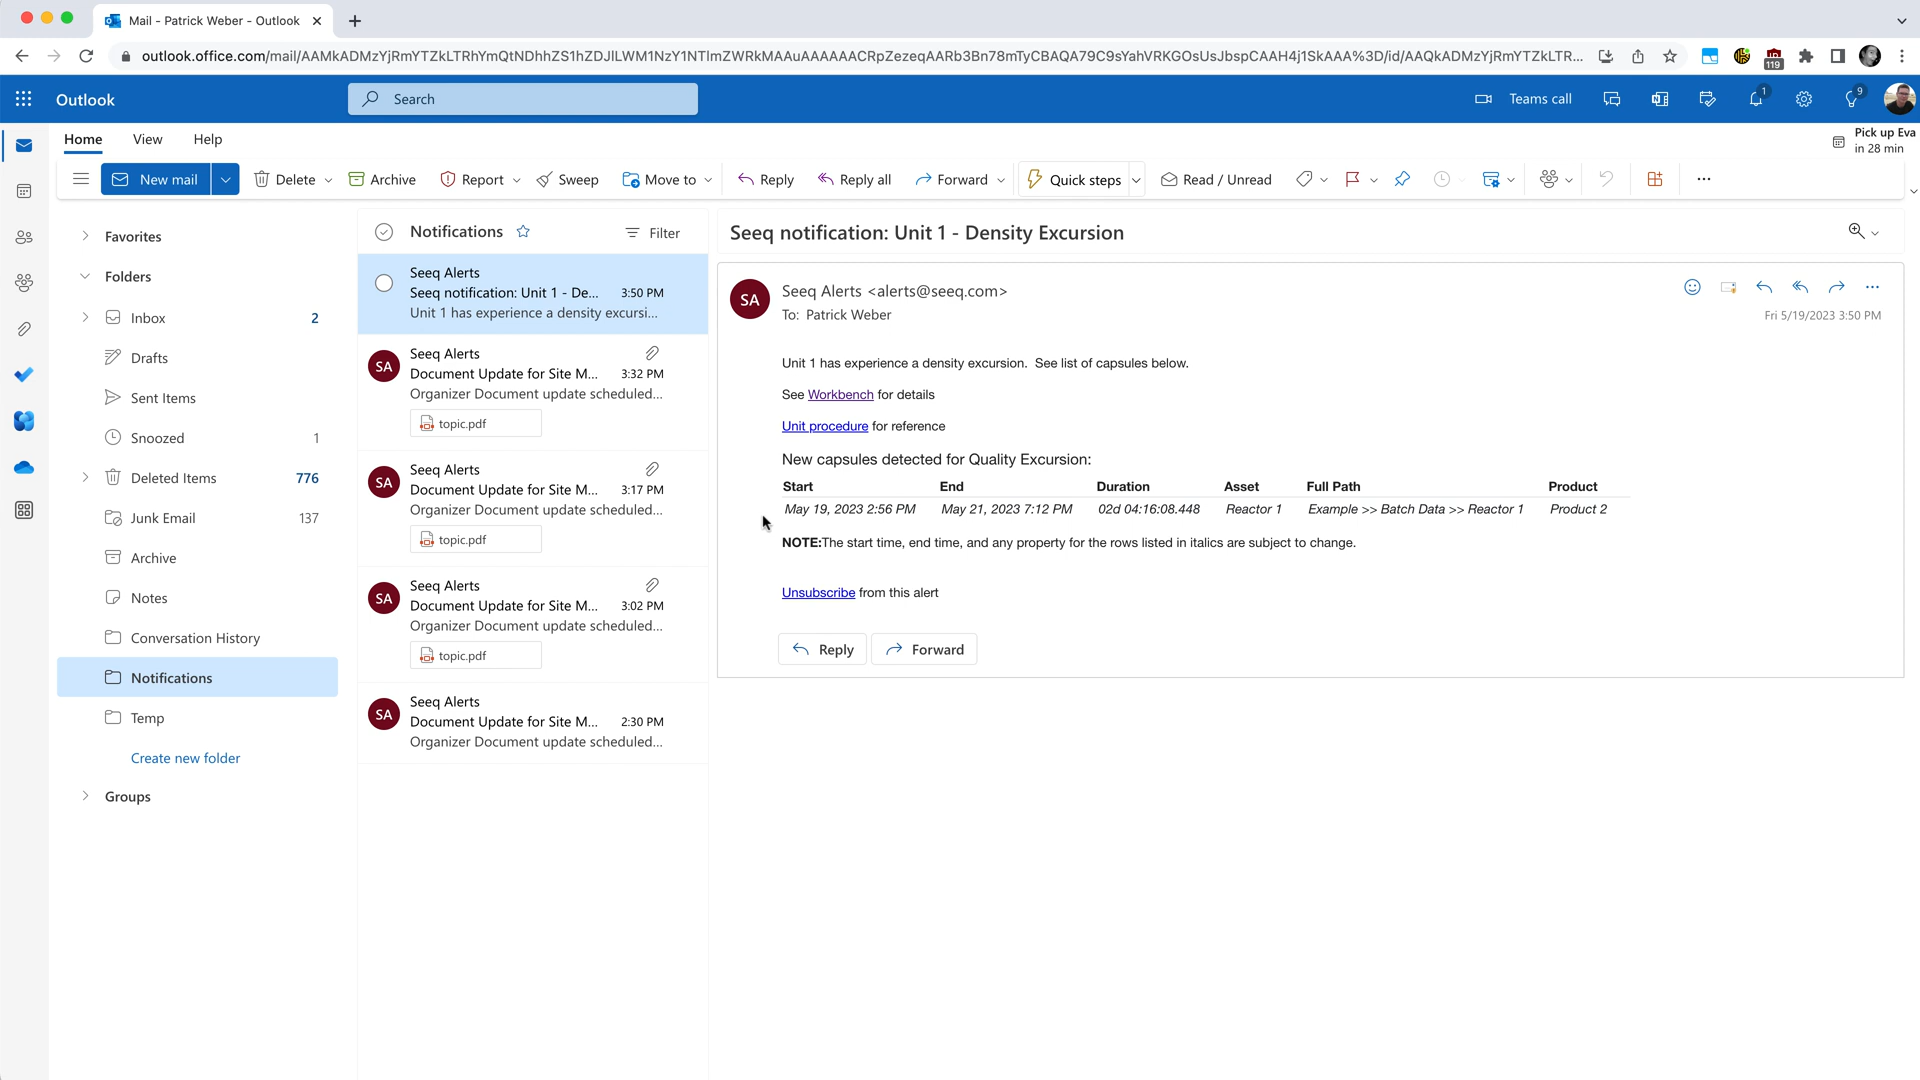 Mail - Patrick Weber - Outlook
outlook.office.com/mail/AAMkADMzYjRmYTZkLTRhYmQtNDhhZS1hZDJlLWM1NzY1NTlmZWRkMAAuAAAAAACRpZezeqAARb3Bn78mTyCBAQA79C9sYahVRKGOsUsJbspCAAH4j1SkAAA%3D/id/AAQkADMzYjRmYTZkLTR...
119
Outlook
Search
Teams call
1
9
Home
View
Help
Pick up Eva
in 28 min
New mail
Delete
Archive
Report
Sweep
Move to
Reply
Reply all
Forward
Quick steps
Read / Unread
Favorites
Folders
Inbox
2
Drafts
Sent Items
Snoozed
1
Deleted Items
776
Junk Email
137
Archive
Notes
Conversation History
Notifications
Temp
Create new folder
Groups
Notifications
Filter
Seeq Alerts
Seeq notification: Unit 1 - De...
3:50 PM
Unit 1 has experience a density excursi...
SA
Seeq Alerts
Document Update for Site M...
3:32 PM
Organizer Document update scheduled...
topic.pdf
SA
Seeq Alerts
Document Update for Site M...
3:17 PM
Organizer Document update scheduled...
topic.pdf
SA
Seeq Alerts
Document Update for Site M...
3:02 PM
Organizer Document update scheduled...
topic.pdf
SA
Seeq Alerts
Document Update for Site M...
2:30 PM
Organizer Document update scheduled...
Seeq notification: Unit 1 - Density Excursion
SA
Seeq Alerts <alerts@seeq.com>
To: Patrick Weber
Fri 5/19/2023 3:50 PM
Unit 1 has experience a density excursion. See list of capsules below.
See Workbench for details
Unit procedure for reference
New capsules detected for Quality Excursion:
Start End Duration Asset Full Path Product
May 19, 2023 2:56 PM May 21, 2023 7:12 PM 02d 04:16:08.448 Reactor 1 Example >> Batch Data >> Reactor 1 Product 2
NOTE:The start time, end time, and any property for the rows listed in italics are subject to change.
Unsubscribe from this alert
Reply
Forward